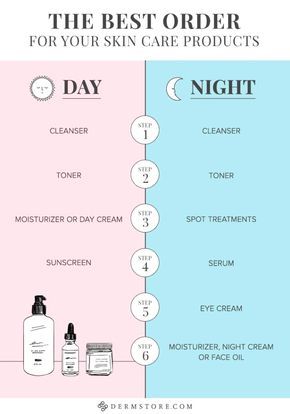 THE BEST ORDER
FOR YOUR SKIN CARE PRODUCTS
DAY
NIGHT
CLEANSER
STEP
1
CLEANSER
TONER
STEP
2
TONER
MOISTURIZER OR DAY CREAM
STEP
3
SPOT TREATMENTS
SUNSCREEN
STEP
4
SERUM
STEP
5
EYE CREAM
STEP
6
MOISTURIZER, NIGHT CREAM
OR FACE OIL
DERMSTORE.COM